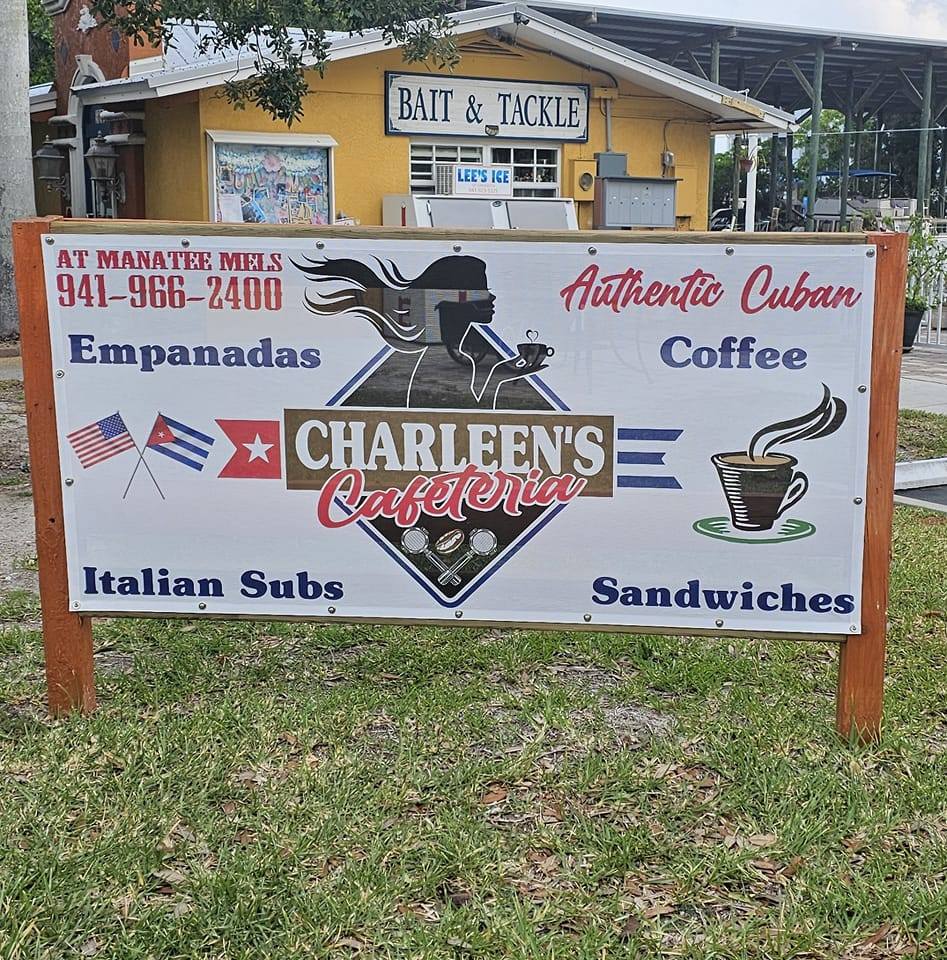 BAIT & TACKLE
LEE'S ICE
AT MANATEE MELS
941-966-2400
Authentic Cuban
Empanadas
Coffee
CHARLEEN'S
Cafeteria
Italian Subs
Sandwiches